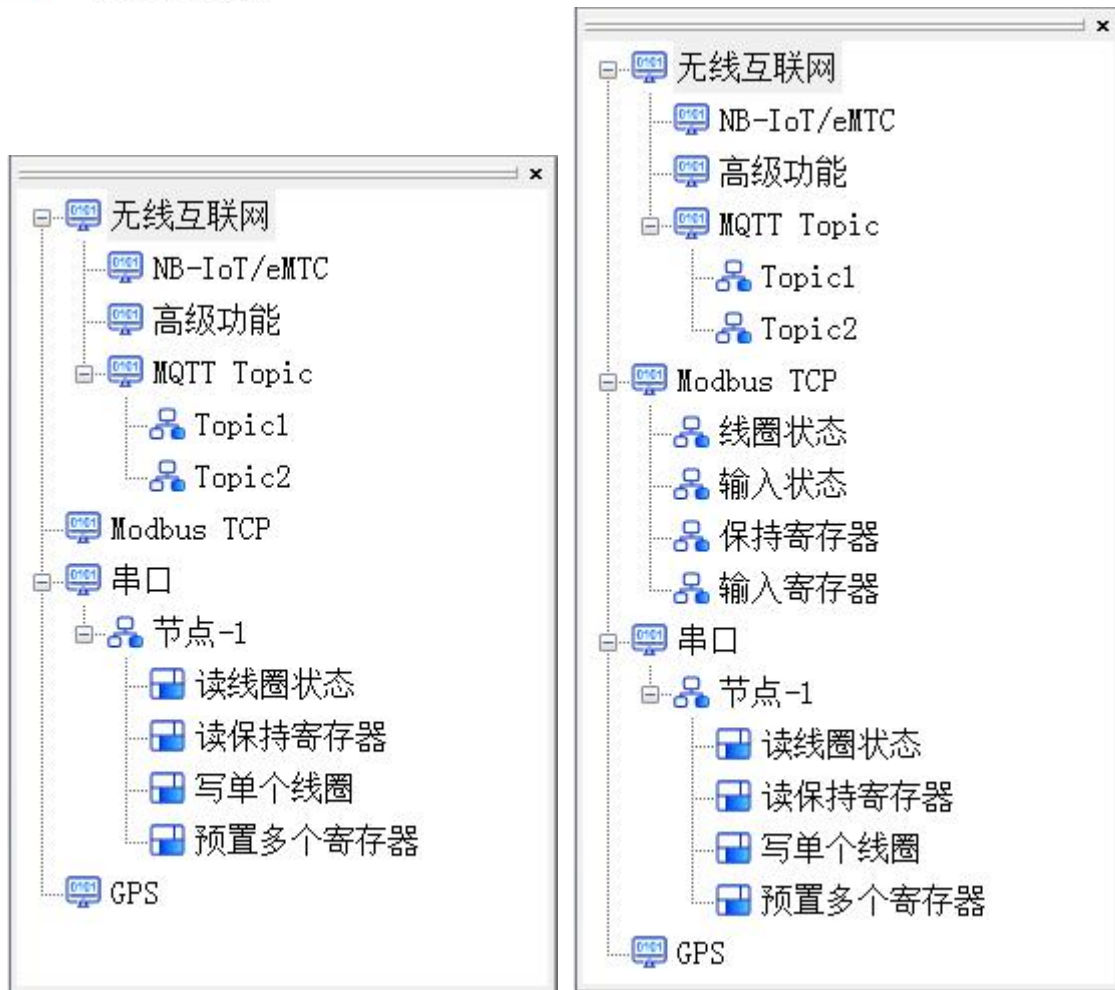 无线互联网
NB-IoT/eMTC
高级功能
MQTT Topic
Topic1
Topic2
Modbus TCP
串口
节点-1
读线圈状态
读保持寄存器
写单个线圈
预置多个寄存器
GPS
无线互联网
NB-IoT/eMTC
高级功能
MQTT Topic
Topic1
Topic2
Modbus TCP
线圈状态
输入状态
保持寄存器
输入寄存器
串口
节点-1
读线圈状态
读保持寄存器
写单个线圈
预置多个寄存器
GPS